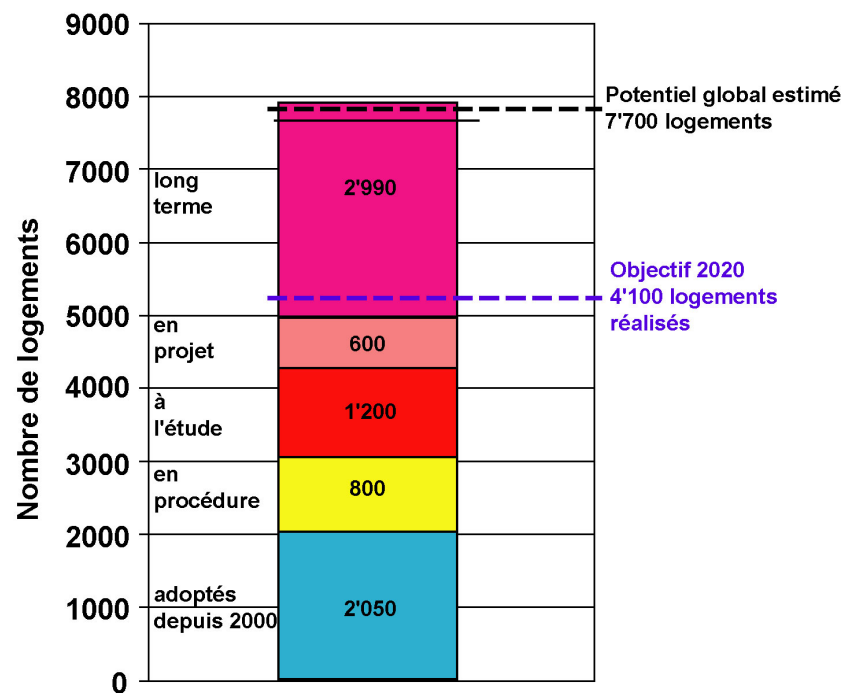 9000
8000
7000
6000
5000
4000
3000
2000
1000
0
Nombre de logements
long
terme
en
projet
à
l'étude
en
procédure
adoptés
depuis 2000
2'990
600
1'200
800
2'050
Potentiel global estimé
7'700 logements
Objectif 2020
4'100 logements
réalisés